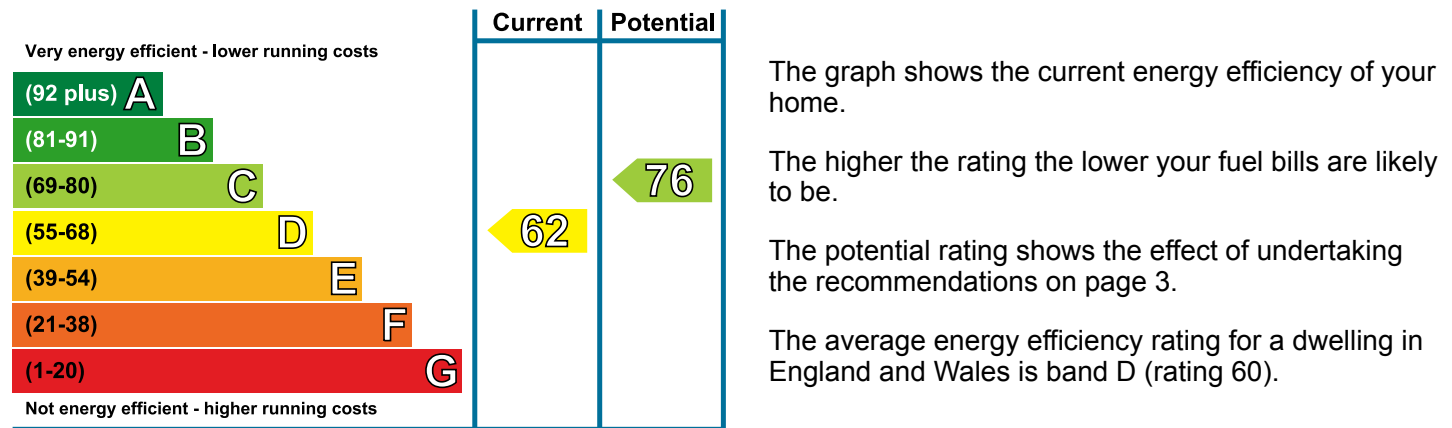 Current Potential
Very energy efficient - lower running costs
(92 plus) A
(81-91) B
(69-80) C
76
(55-68) D
62
(39-54) E
(21-38) F
(1-20) G
Not energy efficient - higher running costs
The graph shows the current energy efficiency of your
home.
The higher the rating the lower your fuel bills are likely
to be.
The potential rating shows the effect of undertaking
the recommendations on page 3.
The average energy efficiency rating for a dwelling in
England and Wales is band D (rating 60).